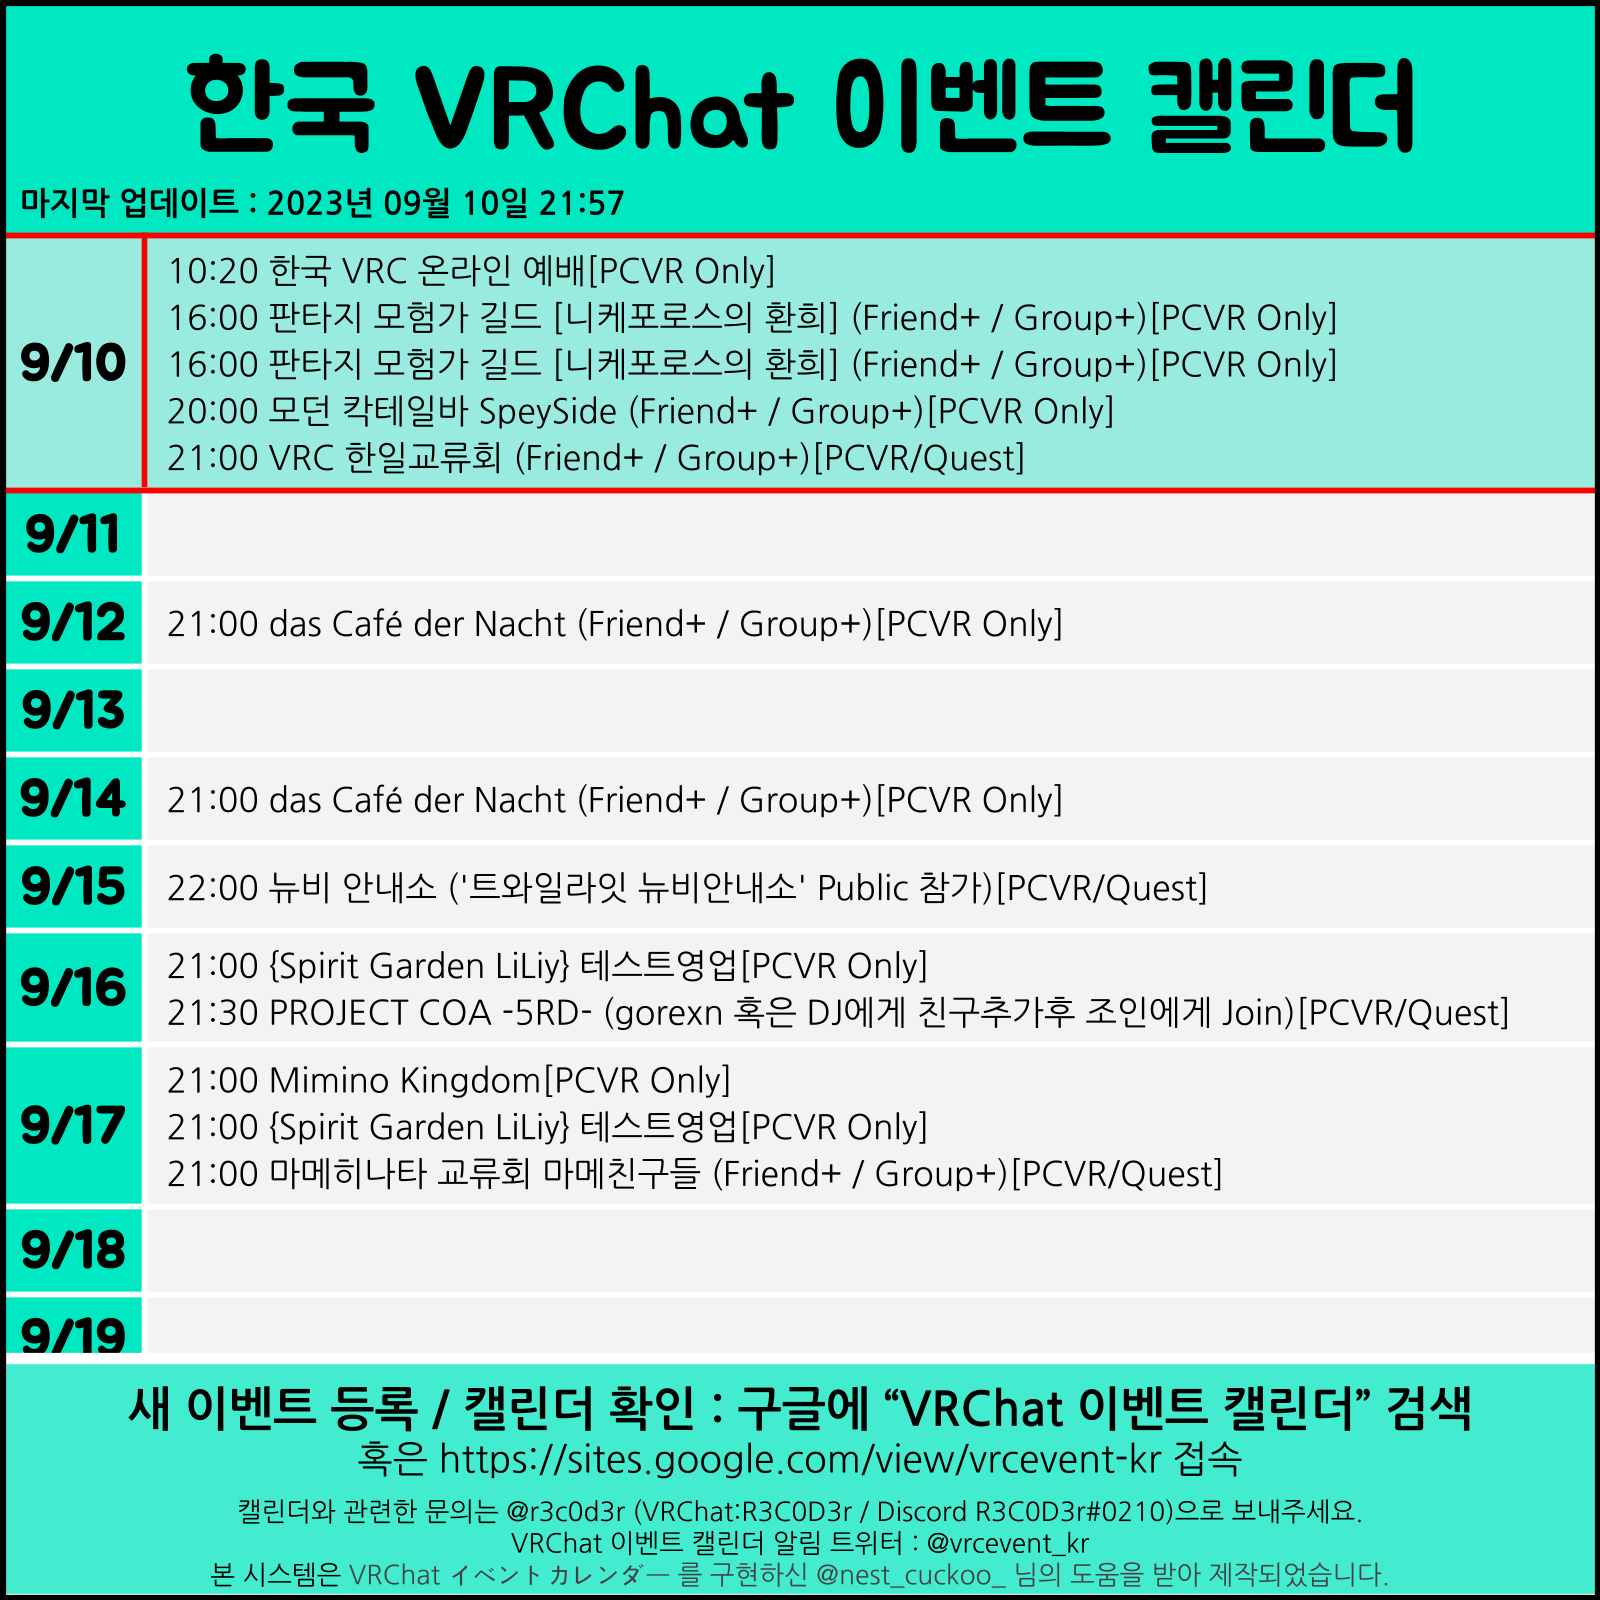 한국 VRChat 이벤트 캘린더
마지막 업데이트 : 2023년 09월 10일 21:57
9/10
10:20 한국 VRC 온라인 예배[PCVR Only]
16:00 판타지 모험가 길드 [니케포로스의 환희] (Friend+ / Group+)[PCVR Only]
16:00 판타지 모험가 길드 [니케포로스의 환희] (Friend+ / Group+)[PCVR Only]
20:00 모던 칵테일바 SpeySide (Friend+ / Group+)[PCVR Only]
21:00 VRC 한일교류회 (Friend+ / Group+)[PCVR/Quest]
9/11
9/12
21:00 das Café der Nacht (Friend+ / Group+)[PCVR Only]
9/13
9/14
21:00 das Café der Nacht (Friend+ / Group+)[PCVR Only]
9/15
22:00 뉴비 안내소 ('트와일라잇 뉴비안내소' Public 참가)[PCVR/Quest]
9/16
21:00 {Spirit Garden LiLiy} 테스트영업[PCVR Only]
21:30 PROJECT COA -5RD- (gorexn 혹은 DJ에게 친구추가후 조인에게 Join)[PCVR/Quest]
9/17
21:00 Mimino Kingdom[PCVR Only]
21:00 {Spirit Garden LiLiy} 테스트영업[PCVR Only]
21:00 마메히나타 교류회 마메친구들 (Friend+ / Group+)[PCVR/Quest]
9/18
9/19
새 이벤트 등록 / 캘린더 확인 : 구글에 “VRChat 이벤트 캘린더” 검색
혹은 https://sites.google.com/view/vrcevent-kr 접속
캘린더와 관련한 문의는 @r3c0d3r (VRChat:R3C0D3r / Discord R3C0D3r#0210)으로 보내주세요.
VRChat 이벤트 캘린더 알림 트위터 : @vrcevent_kr
본 시스템은 VRChat イベントカレンダー 를 구현하신 @nest_cuckoo_ 님의 도움을 받아 제작되었습니다.